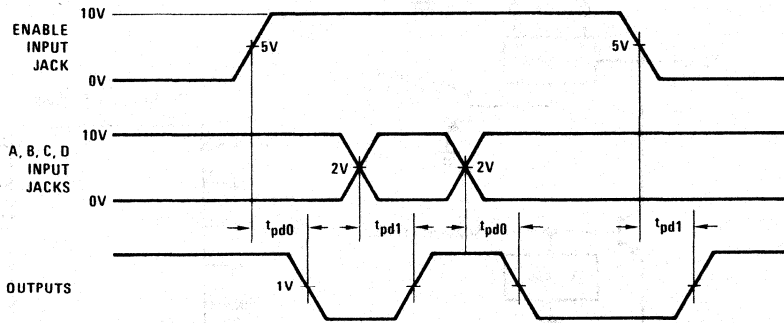 10V
ENABLE
INPUT
JACK
5V
5V
0V
10V
A, B, C, D
INPUT
JACKS
2V
2V
0V
tpd0
tpd1
tpd0
tpd1
OUTPUTS
1V